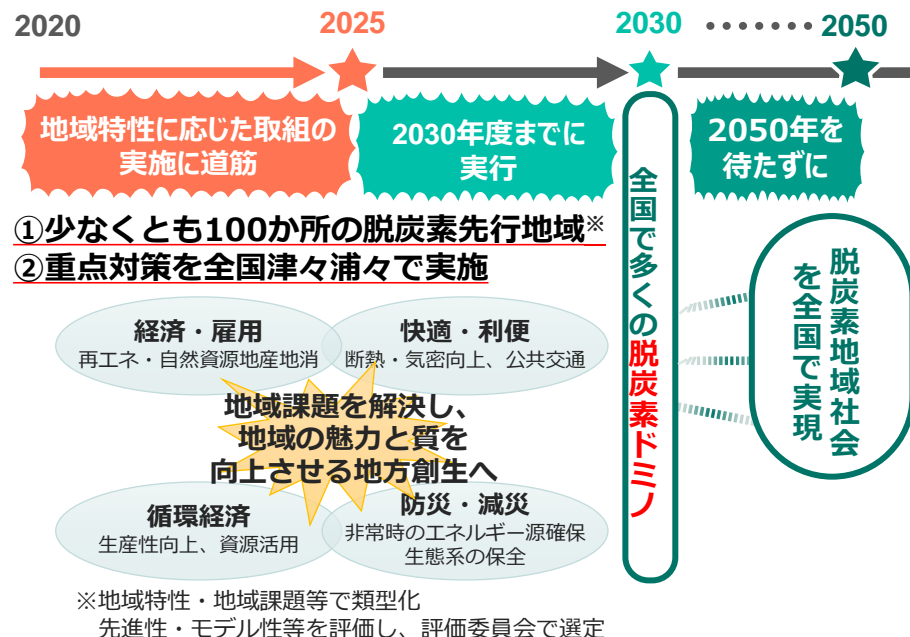 2020
2025
2030
・・・・・・・
2050
地域特性に応じた取組の
実施に道筋
2030年度までに
実行
2050年を
待たずに
①少なくとも100か所の脱炭素先行地域※
②重点対策を全国津々浦々で実施
経済・雇用
再エネ・自然資源地産地消
快適・利便
断熱・気密向上、公共交通
地域課題を解決し、
地域の魅力と質を
向上させる地方創生へ
循環経済
生産性向上、資源活用
防災・減災
非常時のエネルギー源確保
生態系の保全
※地域特性・地域課題等で類型化
先進性・モデル性等を評価し、評価委員会で選定
全国で多くの脱炭素ドミノ
脱炭素地域社会
を全国で実現